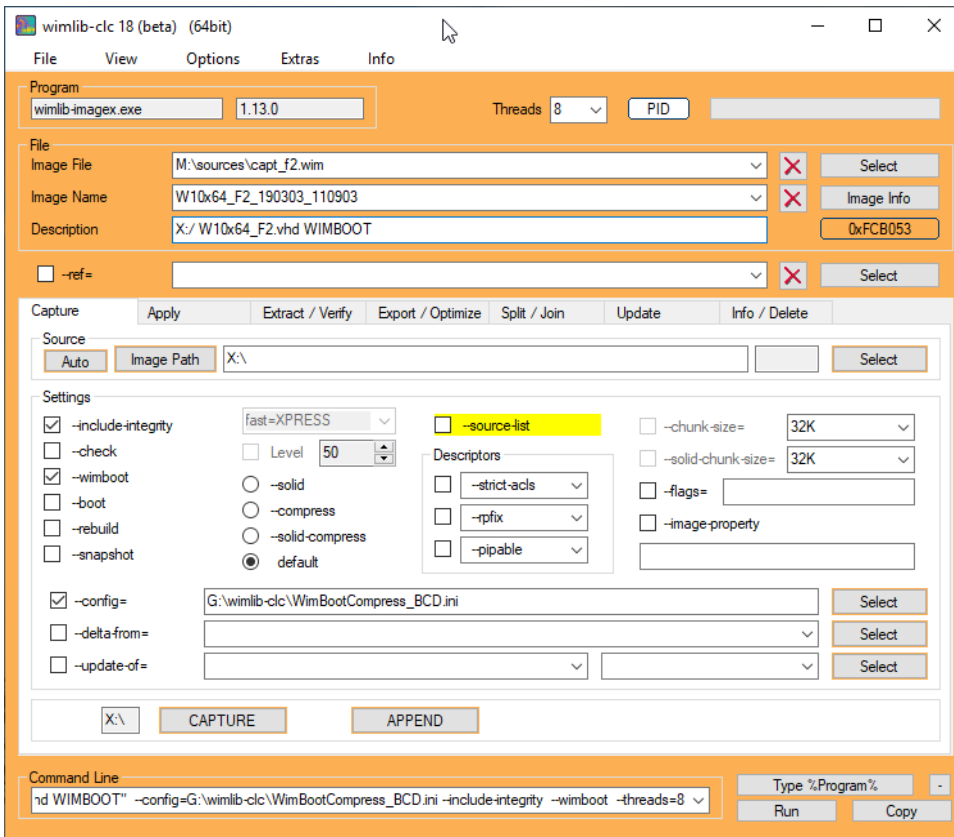 wimlib-clc 18 (beta) (64bit)
File View Options Extras Info
Program
wimlib-imagex.exe 1.13.0 Threads 8 PID
File
Image File M:\sources\capt_f2.wim Select
Image Name W10x64_F2_190303_110903 Image Info
Description X:/ W10x64_F2.vhd WIMBOOT 0xFCB053
--ref= Select
Capture Apply Extract / Verify Export / Optimize Split / Join Update Info / Delete
Source
Auto Image Path X:\ Select
Settings
--include-integrity fast=XPRESS --source-list --chunk-size= 32K
--check Level 50 Descriptors --solid-chunk-size= 32K
--wimboot --solid --strict-acls --flags=
--boot --compress --rpfix --image-property
--rebuild --solid-compress
--snapshot default --pipable
--config= G:\wimlib-clc\WimBootCompress_BCD.ini Select
--delta-from= Select
--update-of= Select
X:\ CAPTURE APPEND
Command Line
nd WIMBOOT" --config=G:\wimlib-clc\WimBootCompress_BCD.ini --include-integrity --wimboot --threads=8 Type %Program% -
Run Copy